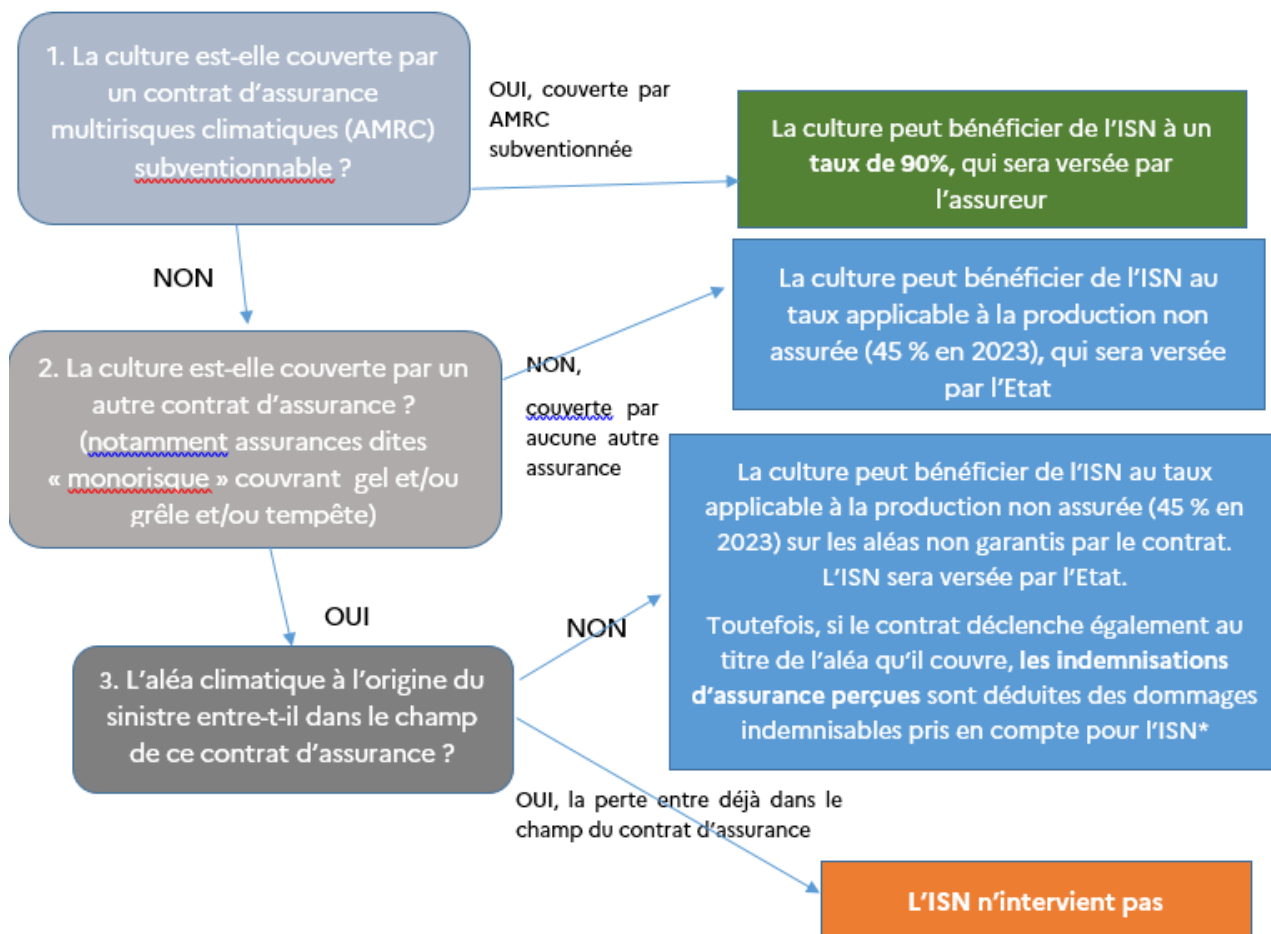 1. La culture est-elle couverte par
un contrat d'assurance
multirisques climatiques (AMRC)
subventionnable ?
OUI, couverte par
AMRC
subventionnée
La culture peut bénéficier de l'ISN à un
taux de 90%, qui sera versée par
l'assureur
NON
La culture peut bénéficier de l'ISN au
taux applicable à la production non
assurée (45 % en 2023), qui sera versée
par l'Etat
2. La culture est-elle couverte par un
autre contrat d'assurance ?
(notamment assurances dites
« monorisque » couvrant gel et/ou
grêle et/ou tempête)
NON,
couverte par
aucune autre
assurance
La culture peut bénéficier de l'ISN au taux
applicable à la production non assurée (45 % en
2023) sur les aléas non garantis par le contrat.
L'ISN sera versée par l'Etat.
Toutefois, si le contrat déclenche également au
titre de l'aléa qu'il couvre, les indemnisations
d'assurance perçues sont déduites des dommages
indemnisables pris en compte pour l'ISN*
OUI
NON
3. L'aléa climatique à l'origine du
sinistre entre-t-il dans le champ
de ce contrat d'assurance ?
OUI, la perte entre déjà dans le
champ du contrat d'assurance
L'ISN n'intervient pas